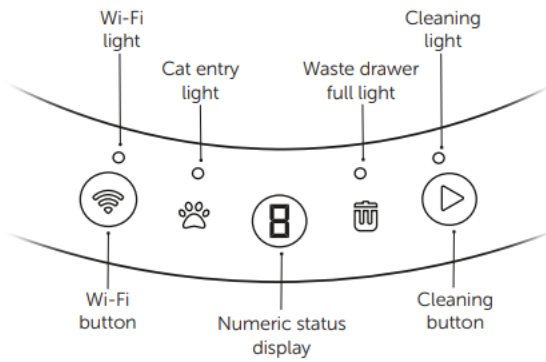 Wi-Fi
light
Cat entry
light
Waste drawer
full light
Cleaning
light
8
Wi-Fi
button
Numeric status
display
Cleaning
button